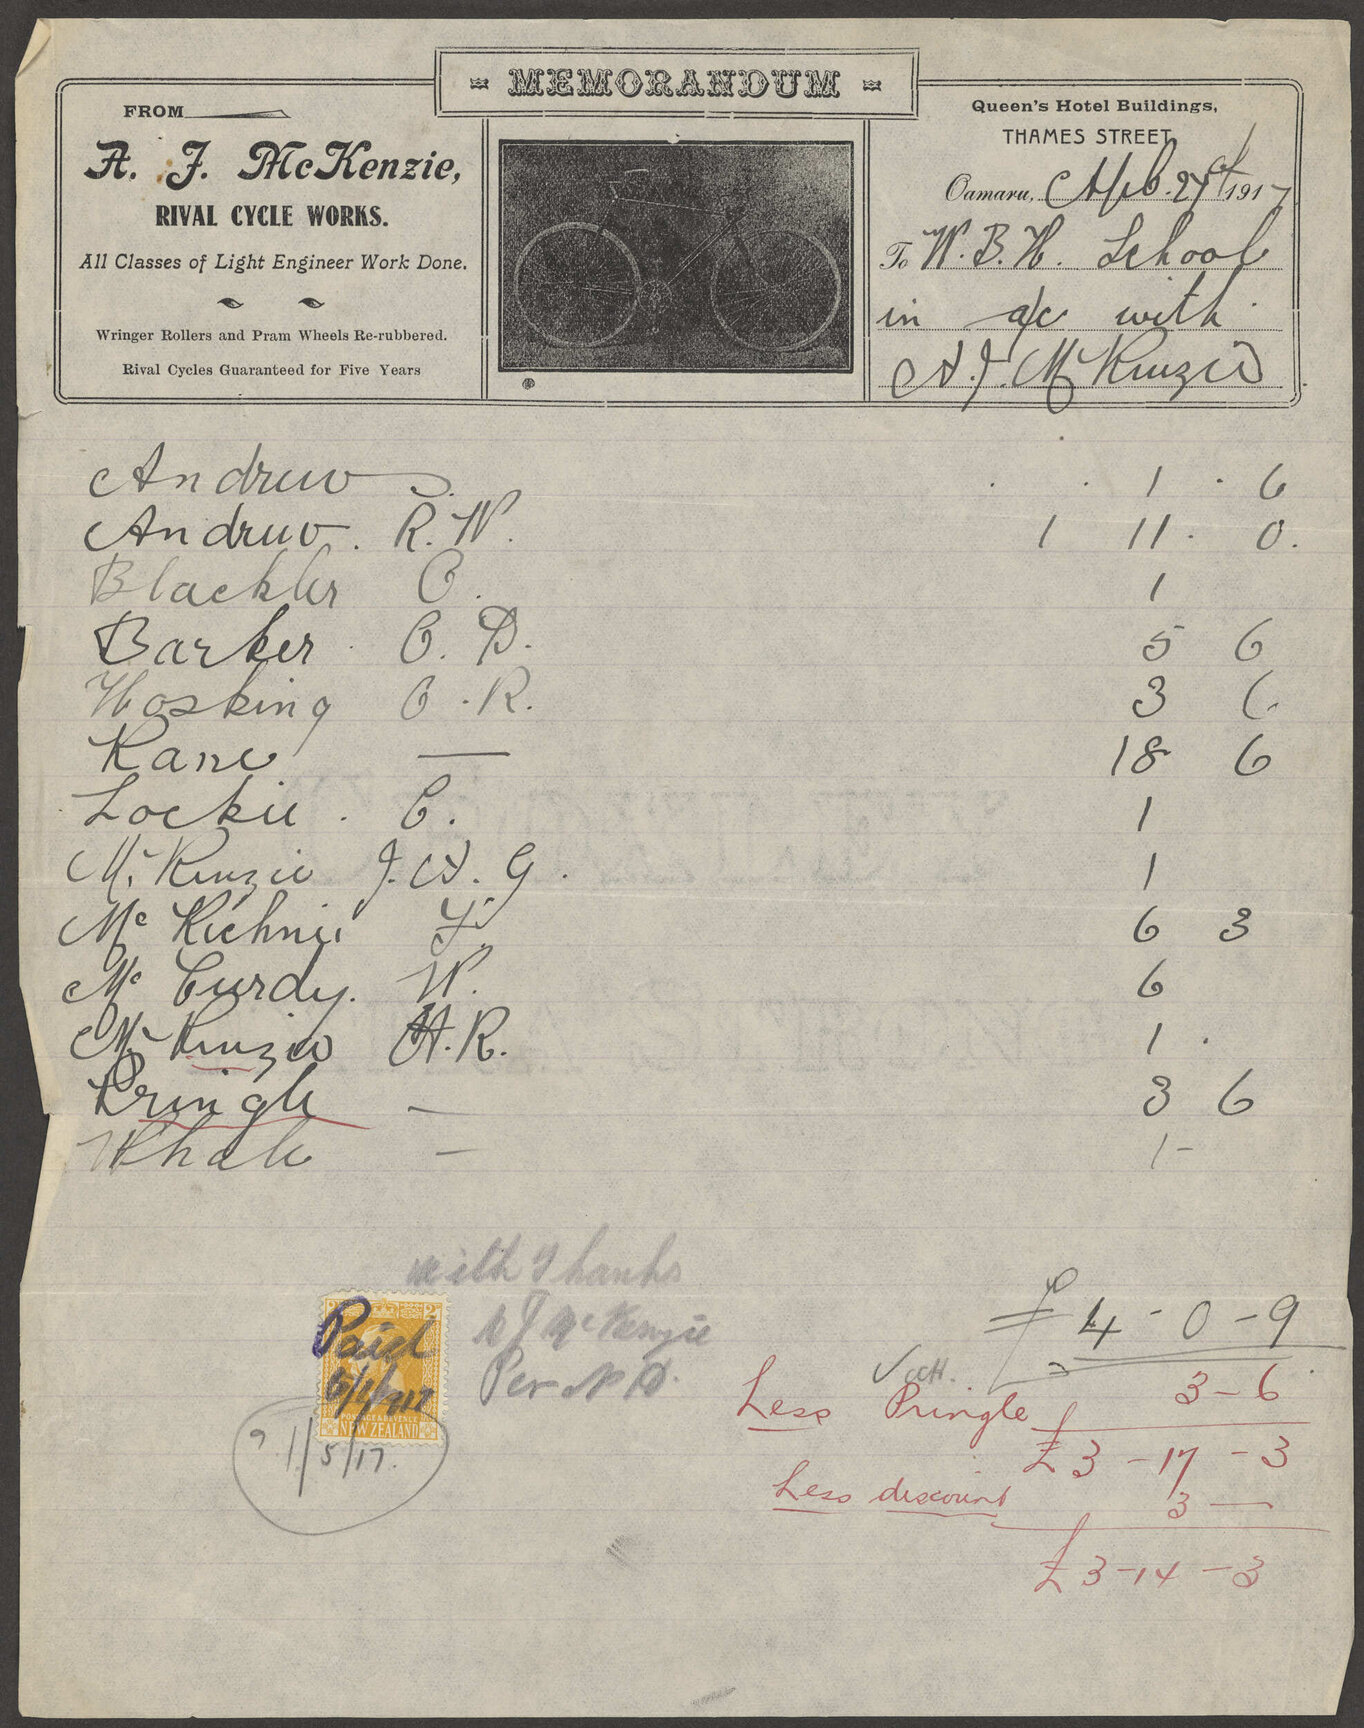 MEMORANDUM
FROM
A. J. McKenzie,
RIVAL CYCLE WORKS.
All Classes of Light Engineer Work Done.
Wringer Rollers and Pram Wheels Re-rubbered.
Rival Cycles Guaranteed for Five Years
Queen's Hotel Buildings,
THAMES STREET,
Oamaru, 1917
To W. B. H. School
in a/c with
A. J. McKenzie
Andrew S. 1 . 6
Andrew. R. W. 1 11. 0.
Blackler C. 1
Barker. C. D. 5 6
Hosking C. R. 3 6
Kane — 18 6
Lockie. C. 1
McKenzie J. A. G. 1
McKechnie F. 6 3
McCurdy. W. 6
McKenzie H. R. 1 .
Pringle — 3 6
Whale — 1 -
£ 4 - 0 - 9
Less Pringle 3 - 6
£ 3 - 17 - 3
Less discount 3 —
£ 3 - 14 - 3
with Thanks
A J McKenzie
Per
2d
Paid
POSTAGE & REVENUE
NEW ZEALAND
? 1/5/17.